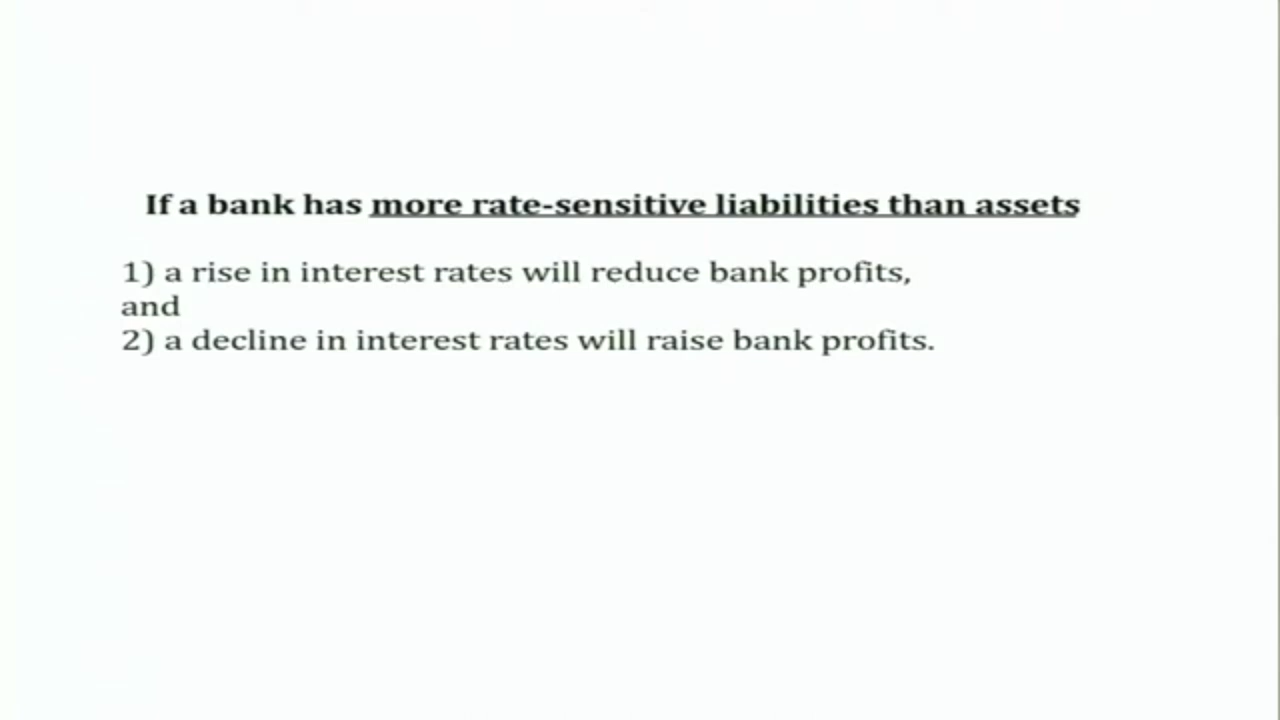 If a bank has more rate-sensitive liabilities than assets
1) a rise in interest rates will reduce bank profits,
and
2) a decline in interest rates will raise bank profits.